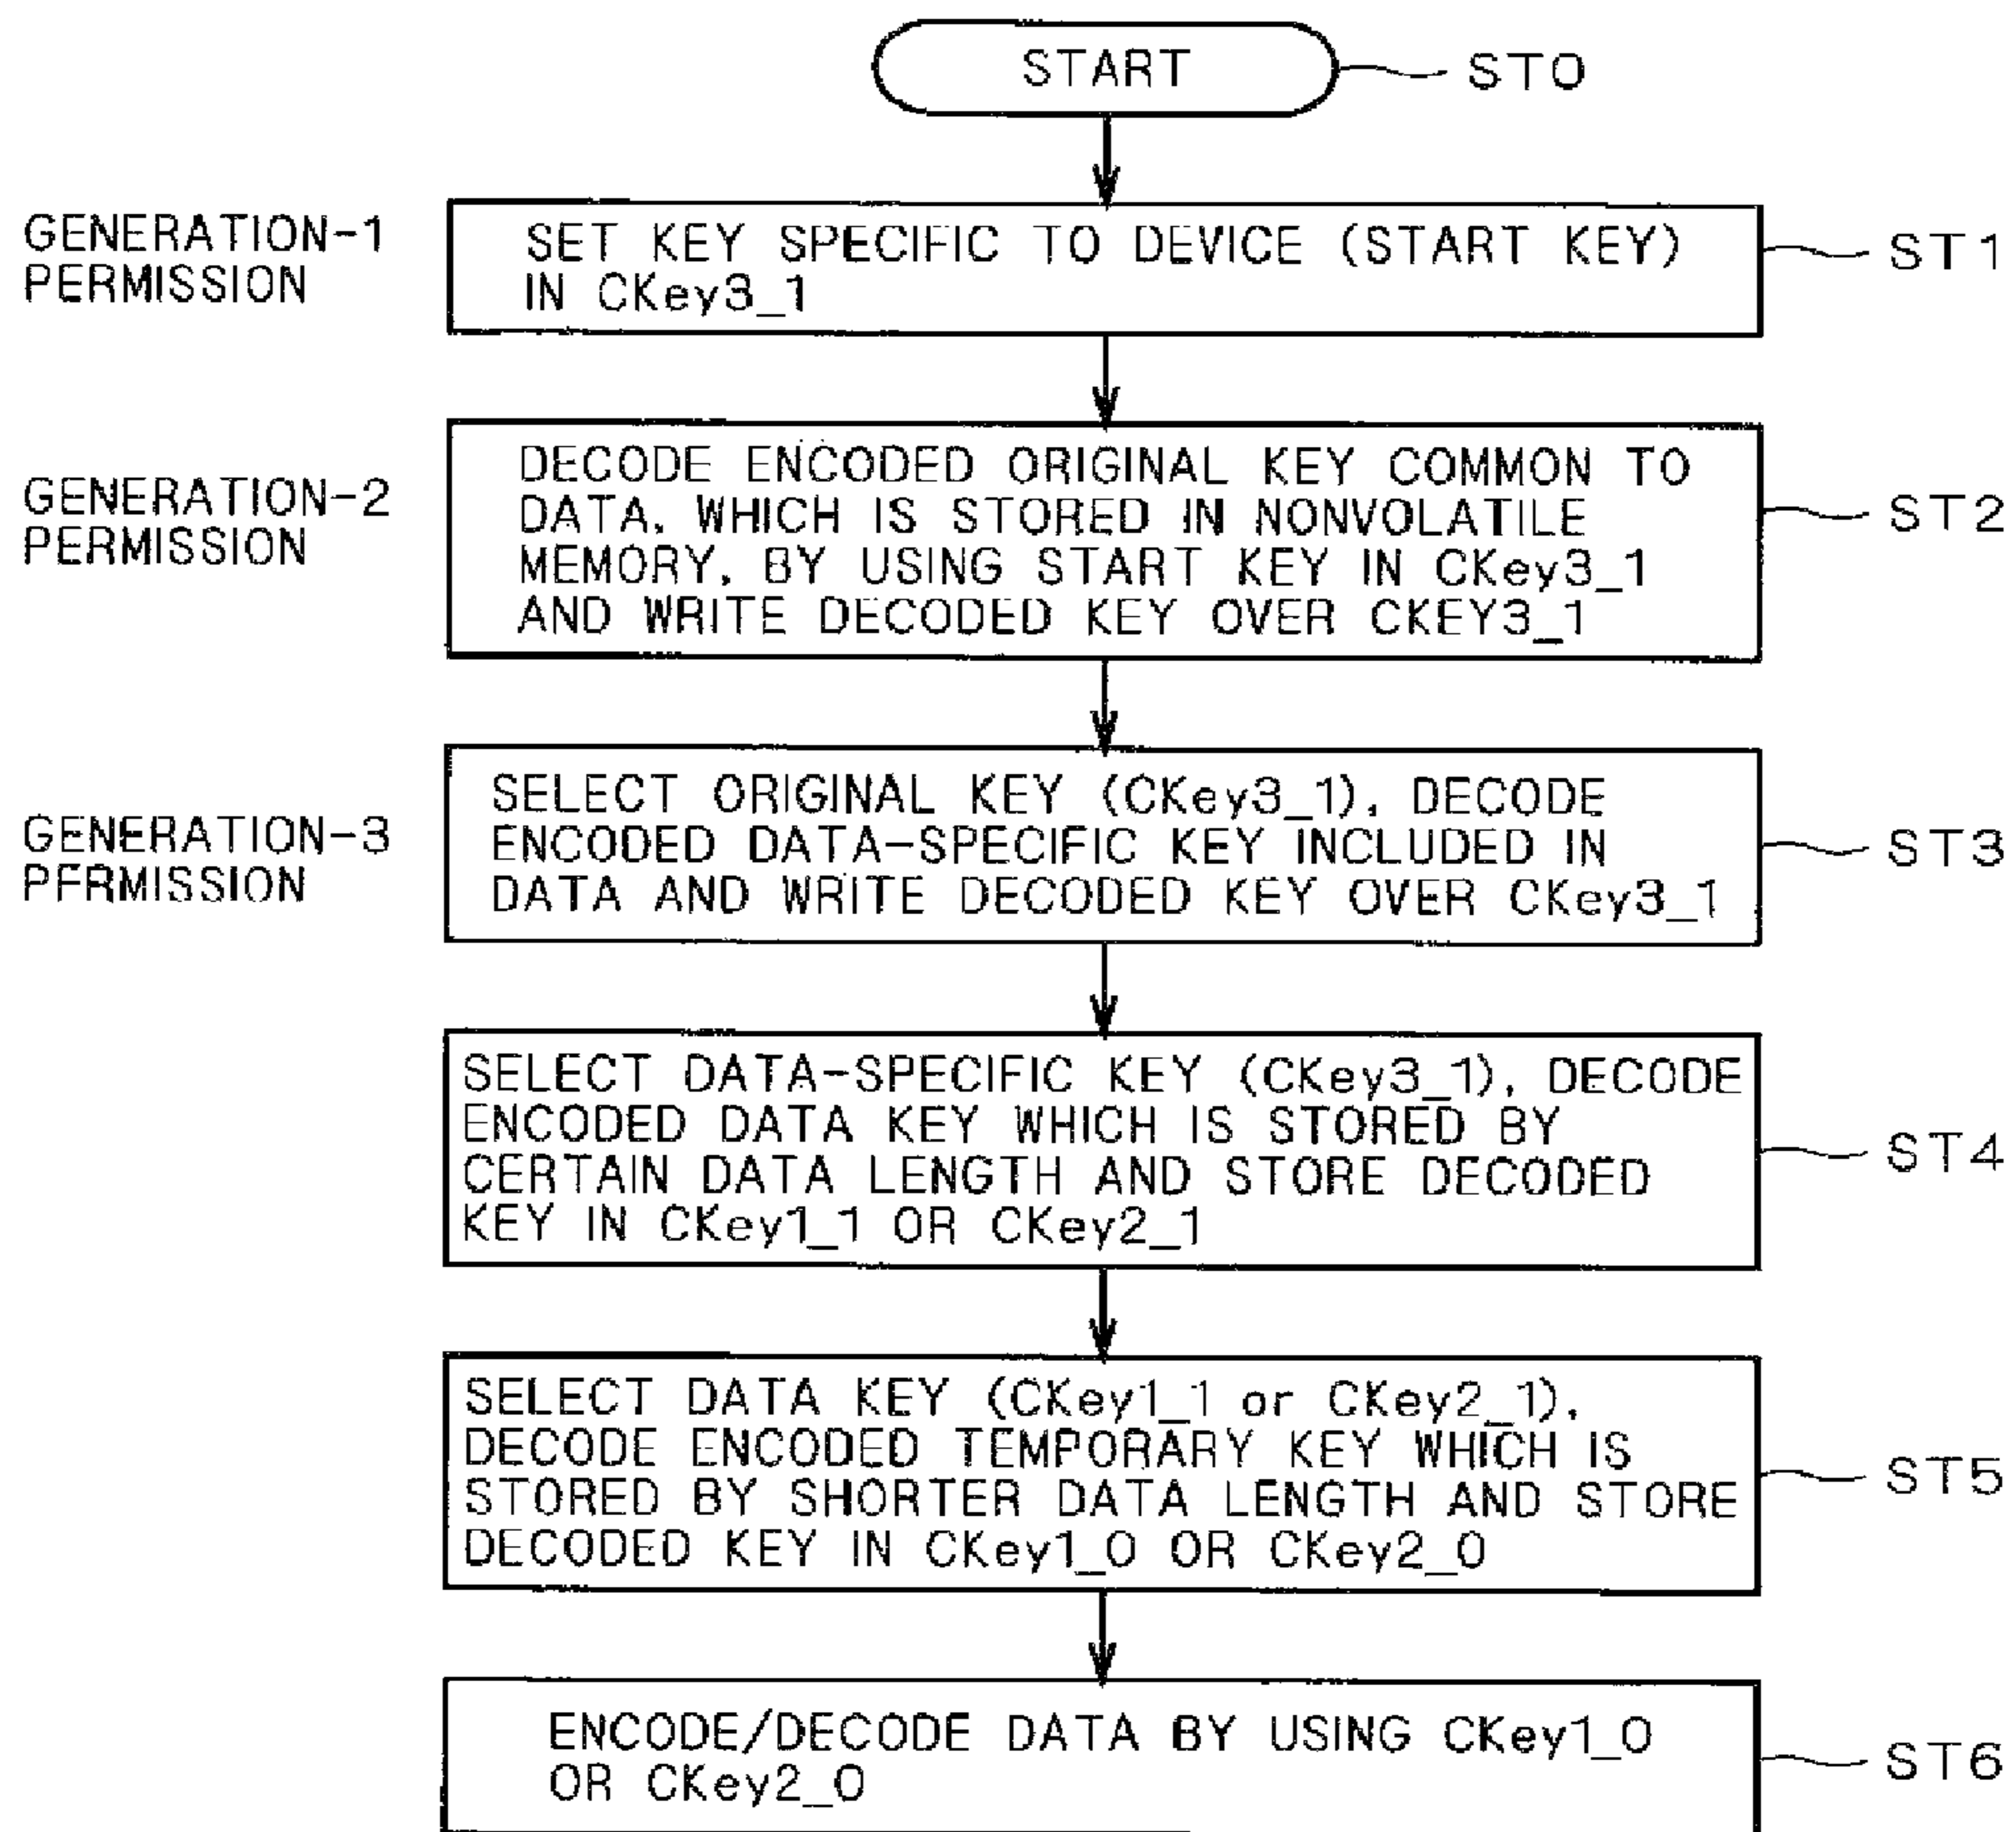 START
ST0
GENERATION-1
PERMISSION
SET KEY SPECIFIC TO DEVICE (START KEY)
IN CKey3_1
ST1
GENERATION-2
PERMISSION
DECODE ENCODED ORIGINAL KEY COMMON TO
DATA, WHICH IS STORED IN NONVOLATILE
MEMORY, BY USING START KEY IN CKey3_1
AND WRITE DECODED KEY OVER CKEY3_1
ST2
GENERATION-3
PERMISSION
SELECT ORIGINAL KEY (CKey3_1), DECODE
ENCODED DATA-SPECIFIC KEY INCLUDED IN
DATA AND WRITE DECODED KEY OVER CKey3_1
ST3
SELECT DATA-SPECIFIC KEY (CKey3_1), DECODE
ENCODED DATA KEY WHICH IS STORED BY
CERTAIN DATA LENGTH AND STORE DECODED
KEY IN CKey1_1 OR CKey2_1
ST4
SELECT DATA KEY (CKey1_1 or CKey2_1),
DECODE ENCODED TEMPORARY KEY WHICH IS
STORED BY SHORTER DATA LENGTH AND STORE
DECODED KEY IN CKey1_0 OR CKey2_0
ST5
ENCODE/DECODE DATA BY USING CKey1_0
OR CKey2_0
ST6